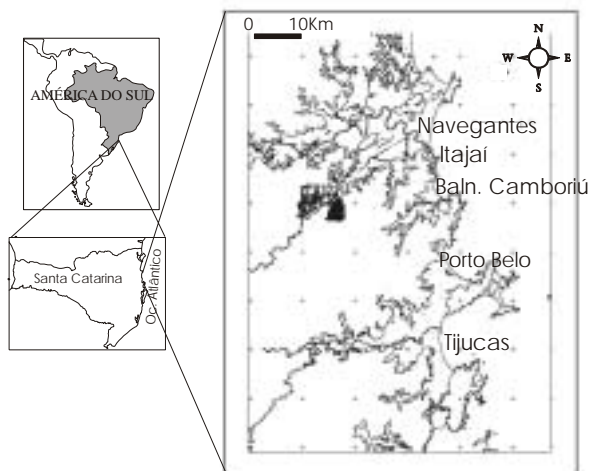 AMÉRICA DO SUL
Santa Catarina
Oc. Atlântico
0 10Km
N
W E
S
Navegantes
Itajaí
Baln. Camboriú
Porto Belo
Tijucas